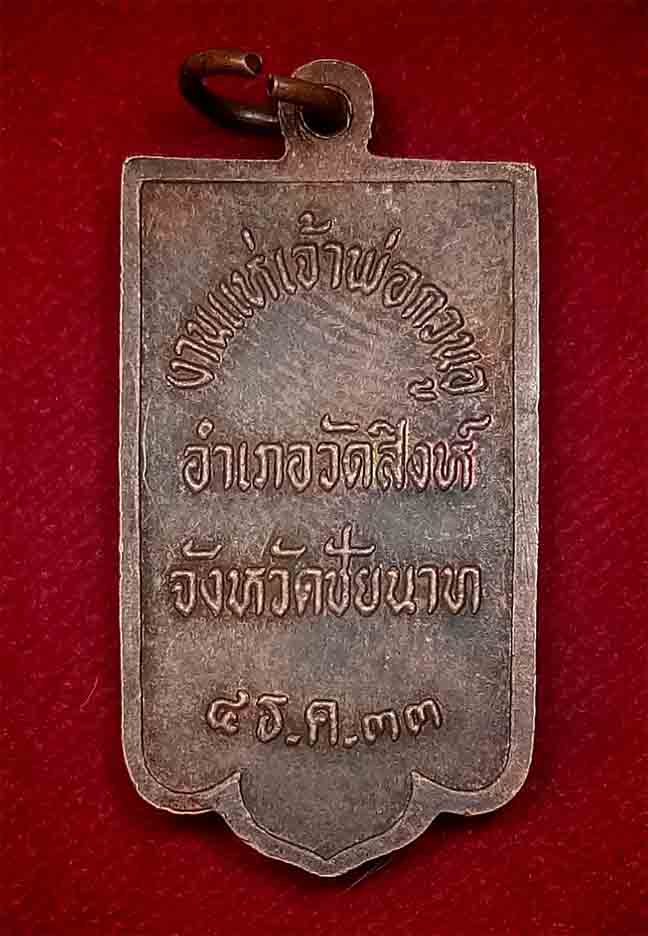 งานแห่เจ้าพ่อกวนอู
อำเภอวัดสิงห์
จังหวัดชัยนาท
๔ ธ.ค.๓๓